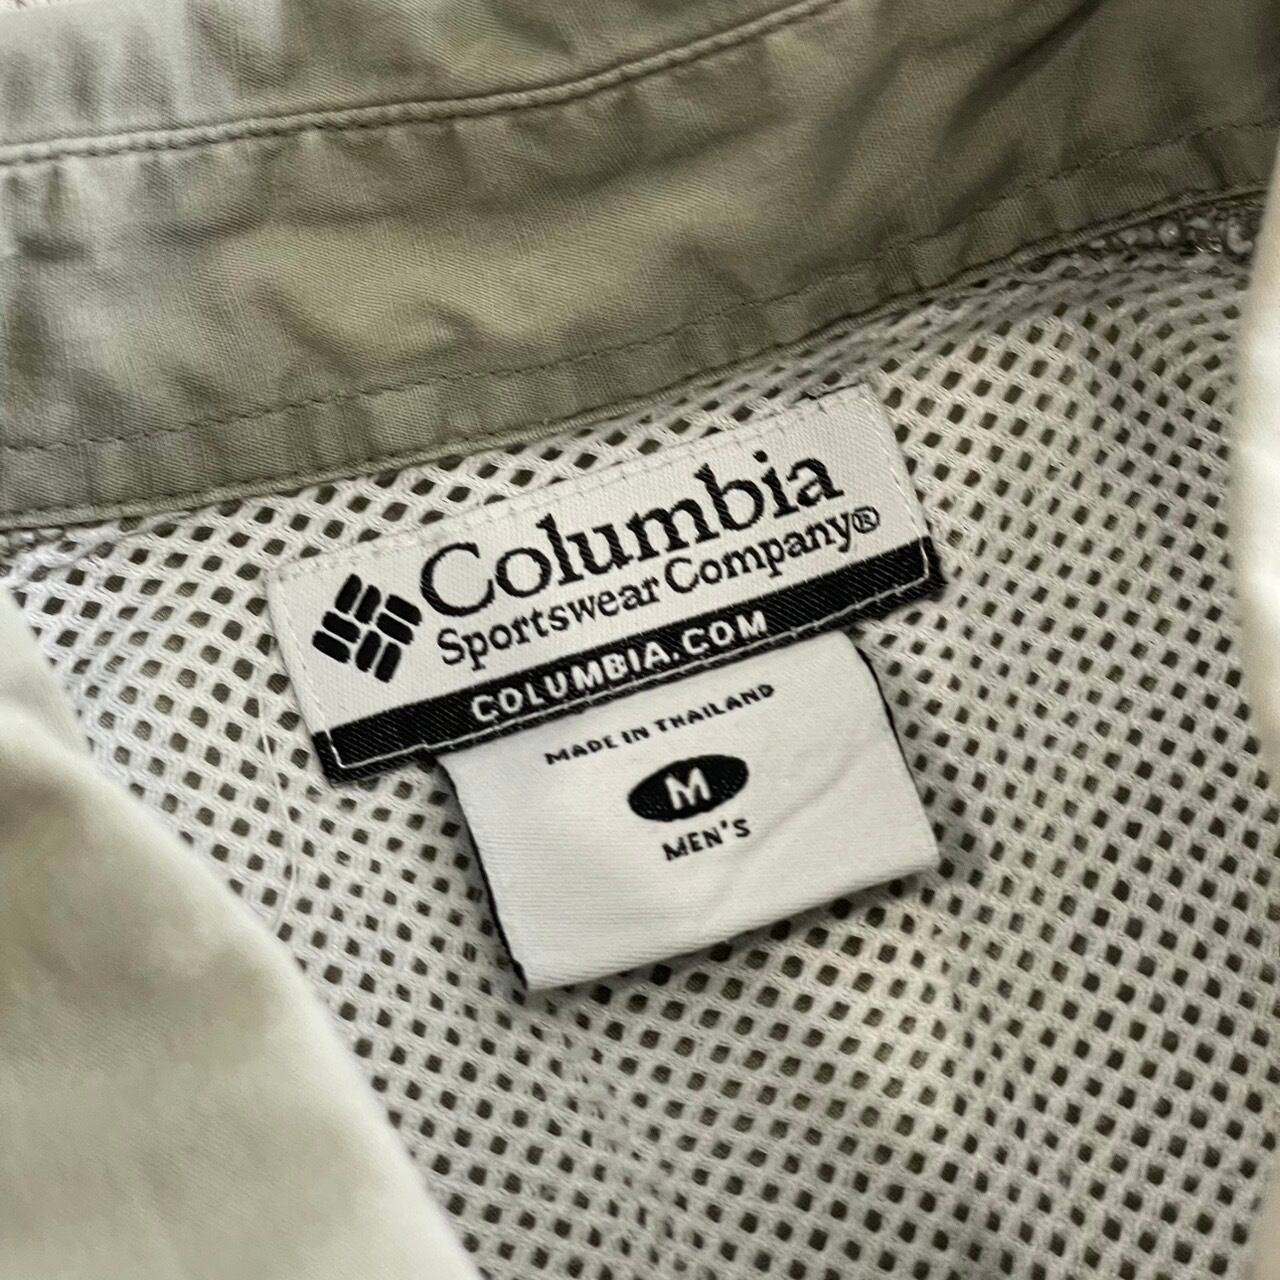 Columbia
Sportswear Company®
COLUMBIA.COM
MADE IN THAILAND
M
MEN'S